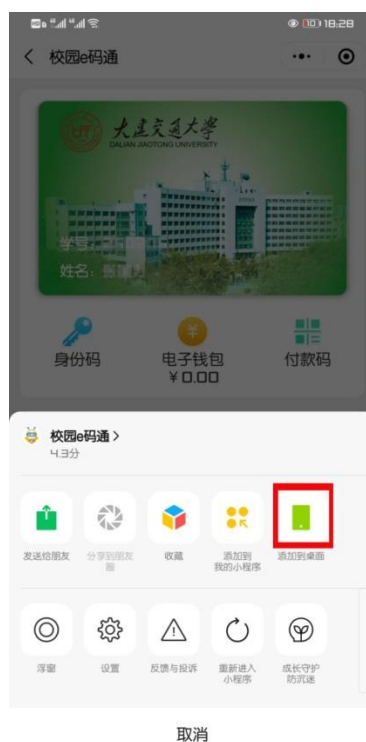 18:28
校园e码通
大连交通大学
DALIAN JIAOTONG UNIVERSITY
学号:
姓名:
身份码
电子钱包
付款码
¥0.00
校园e码通 >
4.3分
发送给朋友
分享到朋友
圈
收藏
添加到
我的小程序
添加到桌面
浮窗
设置
反馈与投诉
重新进入
小程序
成长守护
防沉迷
取消